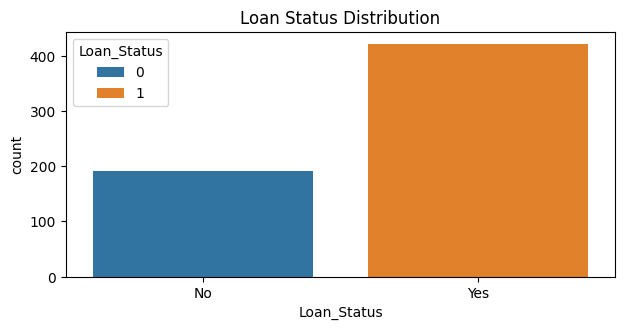 Loan Status Distribution
Loan_Status
0
1
400
300
200
100
0
count
No Yes
Loan_Status